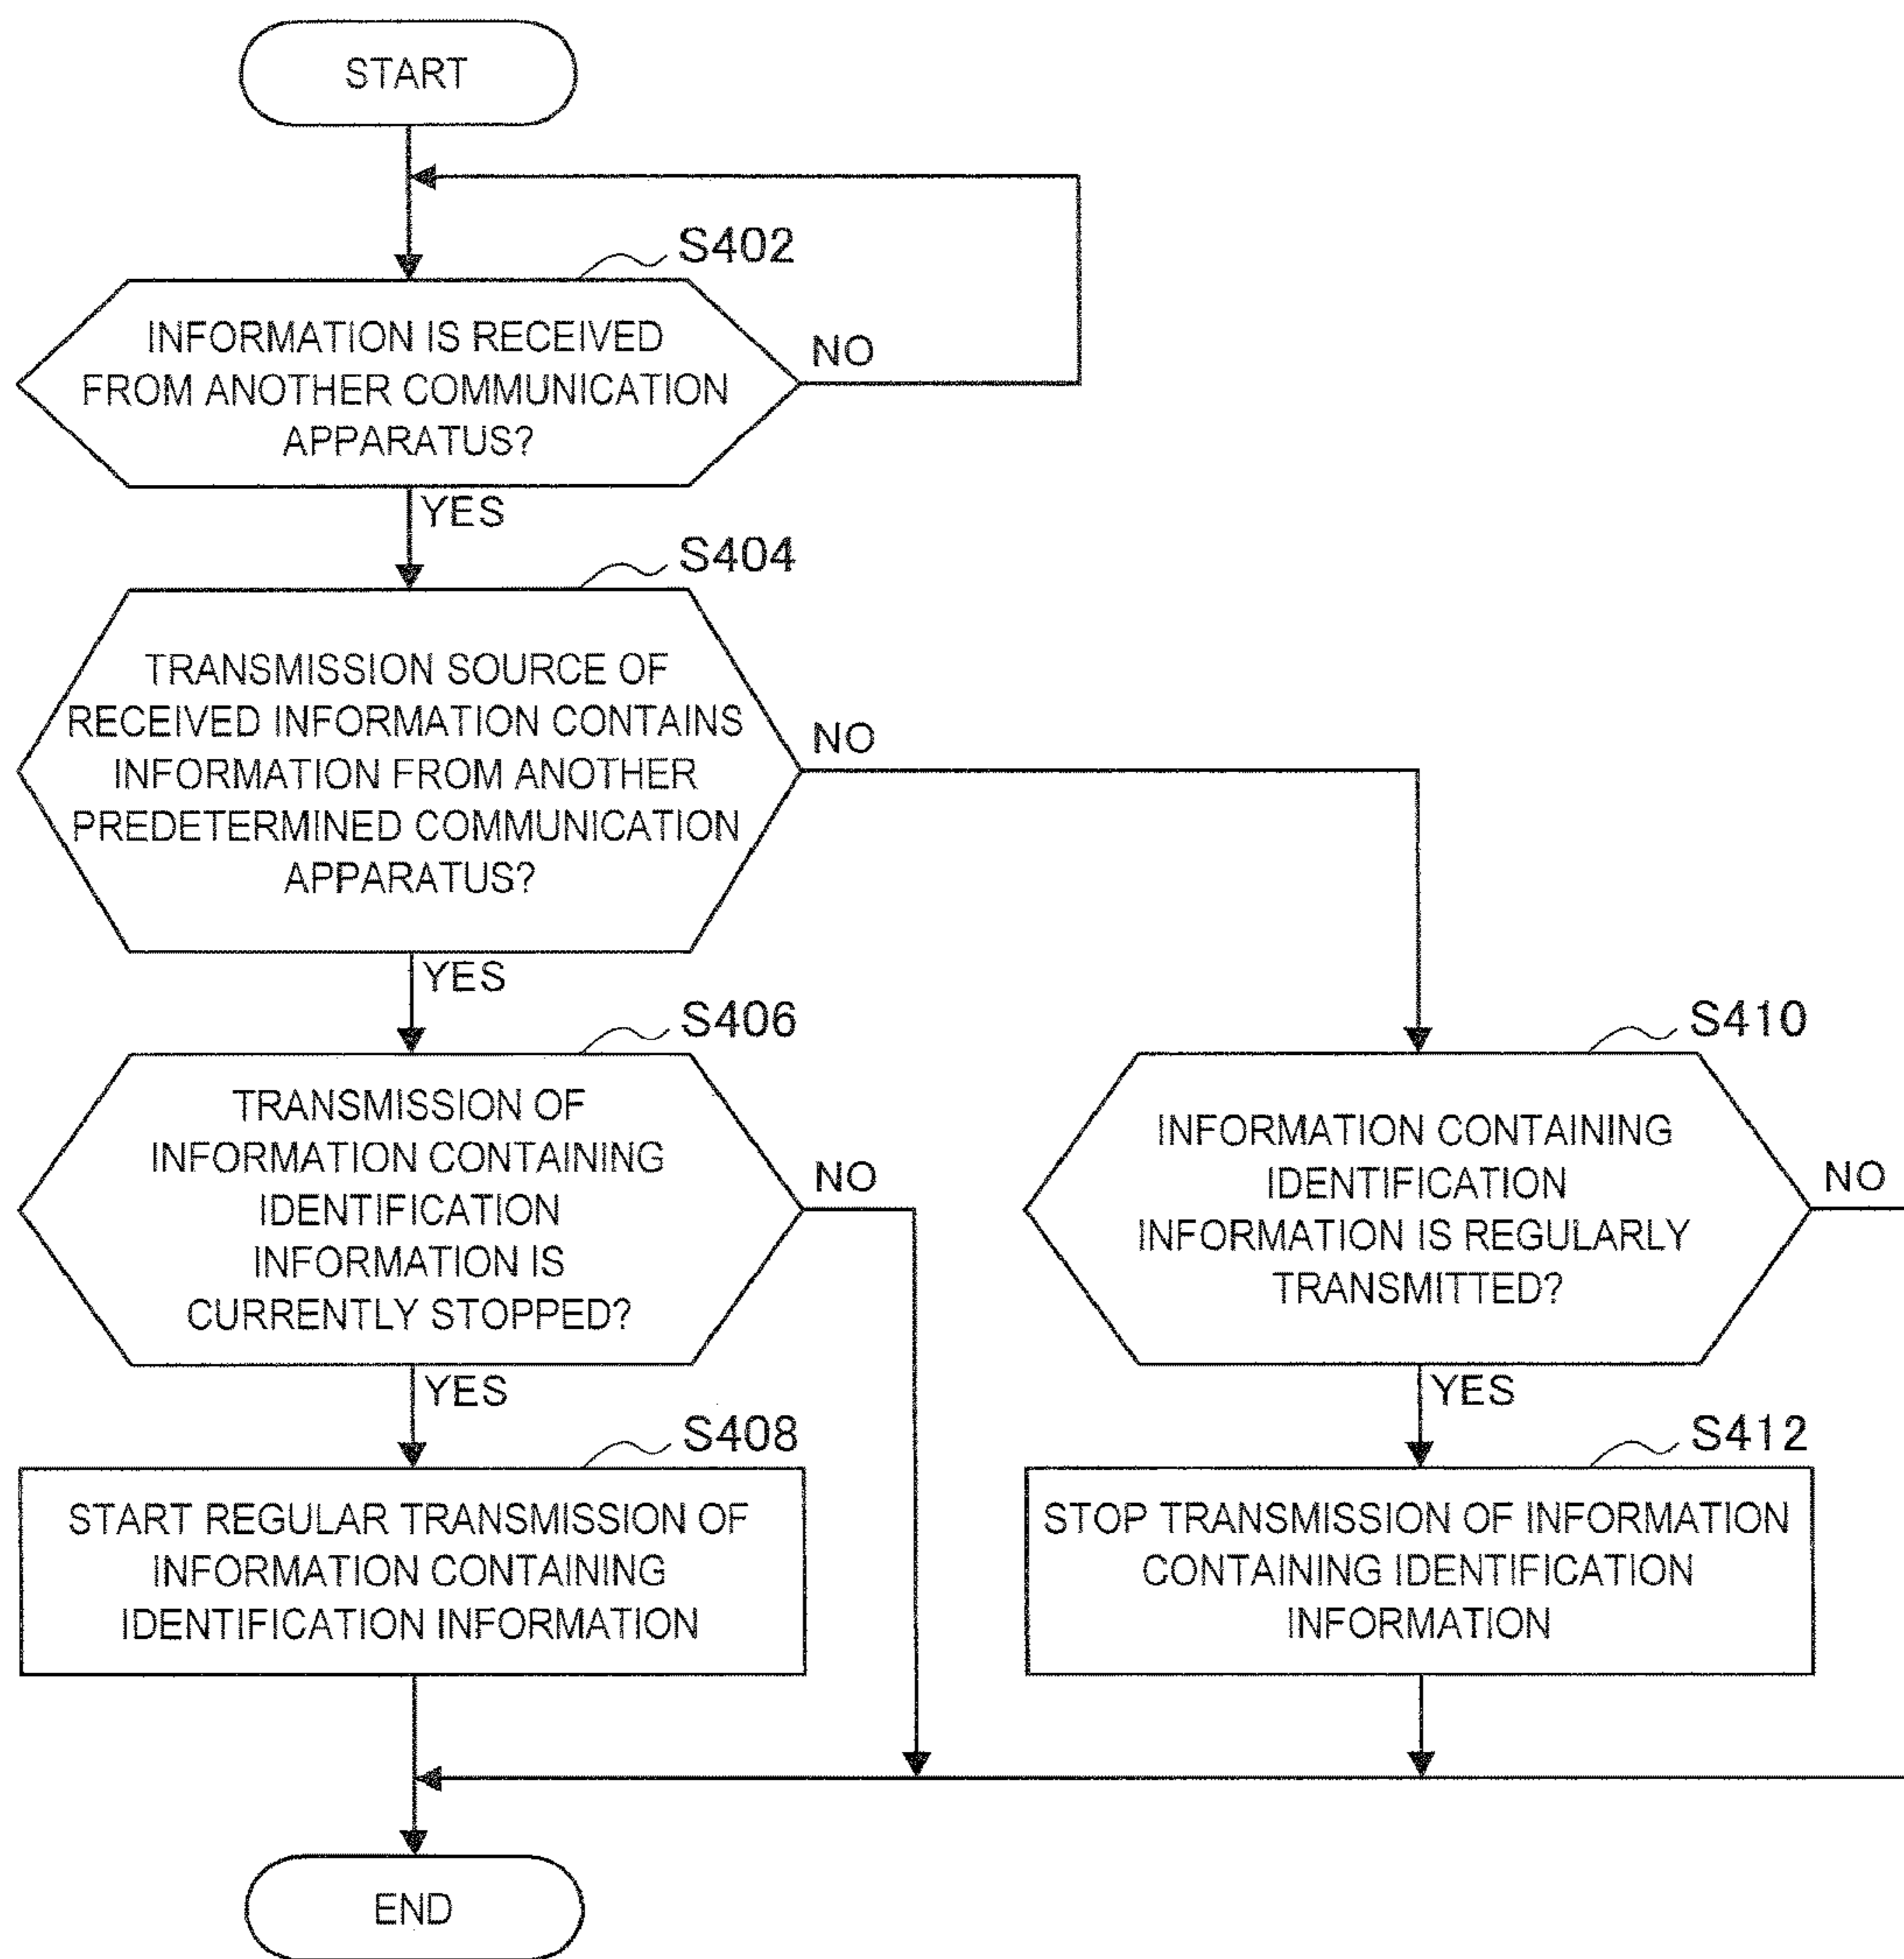 START
S402
INFORMATION IS RECEIVED
FROM ANOTHER COMMUNICATION
APPARATUS?
NO
YES
S404
TRANSMISSION SOURCE OF
RECEIVED INFORMATION CONTAINS
INFORMATION FROM ANOTHER
PREDETERMINED COMMUNICATION
APPARATUS?
NO
YES
S406
TRANSMISSION OF
INFORMATION CONTAINING
IDENTIFICATION
INFORMATION IS
CURRENTLY STOPPED?
NO
YES
S408
START REGULAR TRANSMISSION OF
INFORMATION CONTAINING
IDENTIFICATION INFORMATION
S410
INFORMATION CONTAINING
IDENTIFICATION
INFORMATION IS REGULARLY
TRANSMITTED?
NO
YES
S412
STOP TRANSMISSION OF INFORMATION
CONTAINING IDENTIFICATION
INFORMATION
END